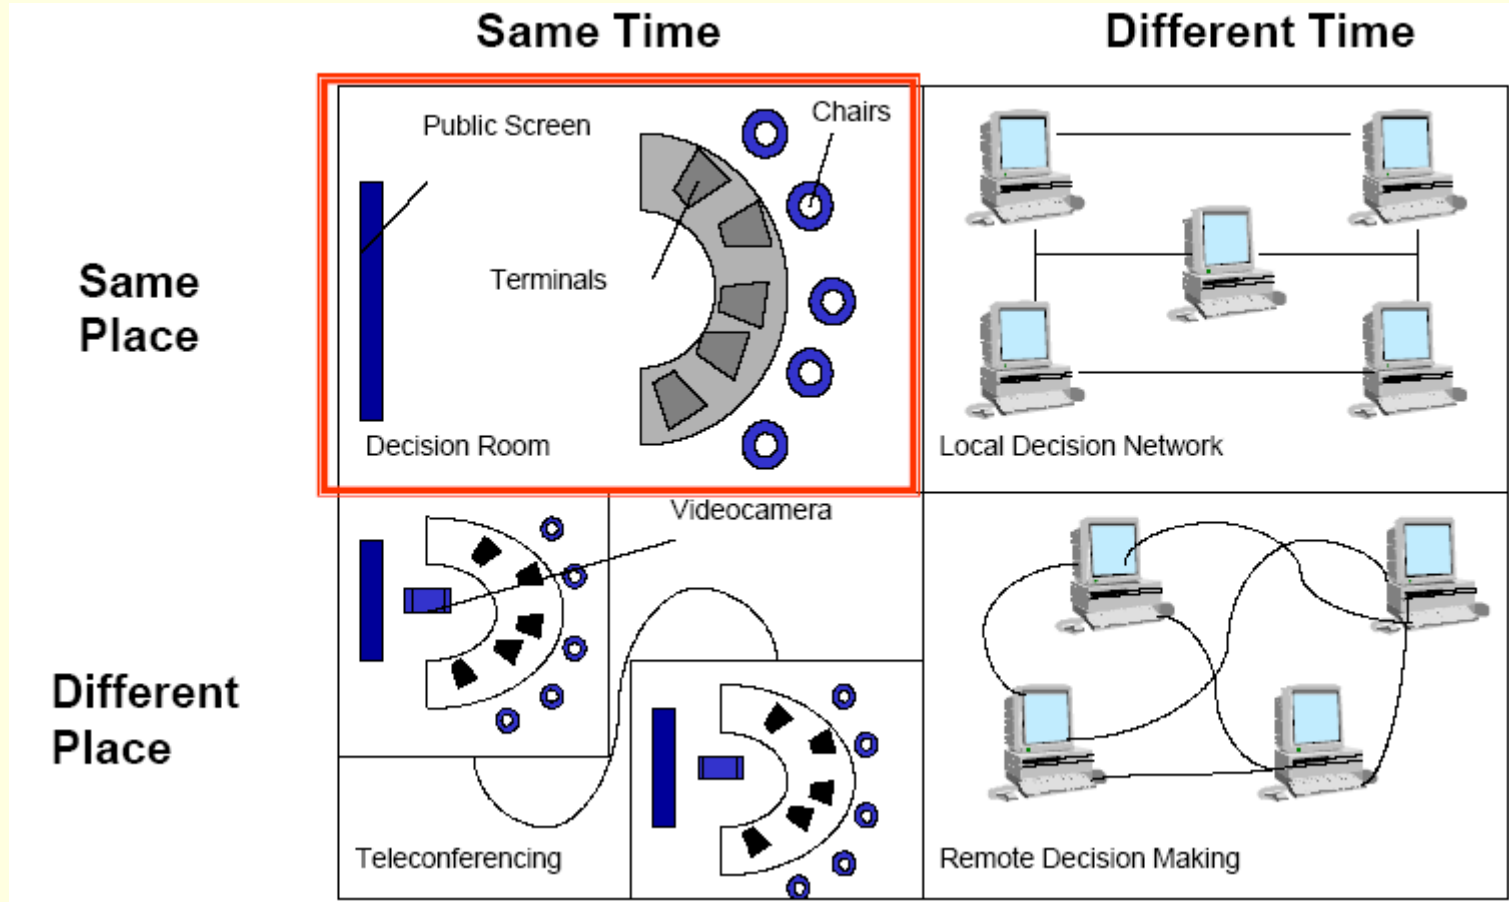 Same Time
Different Time
Same
Place
Public Screen
Chairs
Terminals
Decision Room
Local Decision Network
Different
Place
Videocamera
Teleconferencing
Remote Decision Making